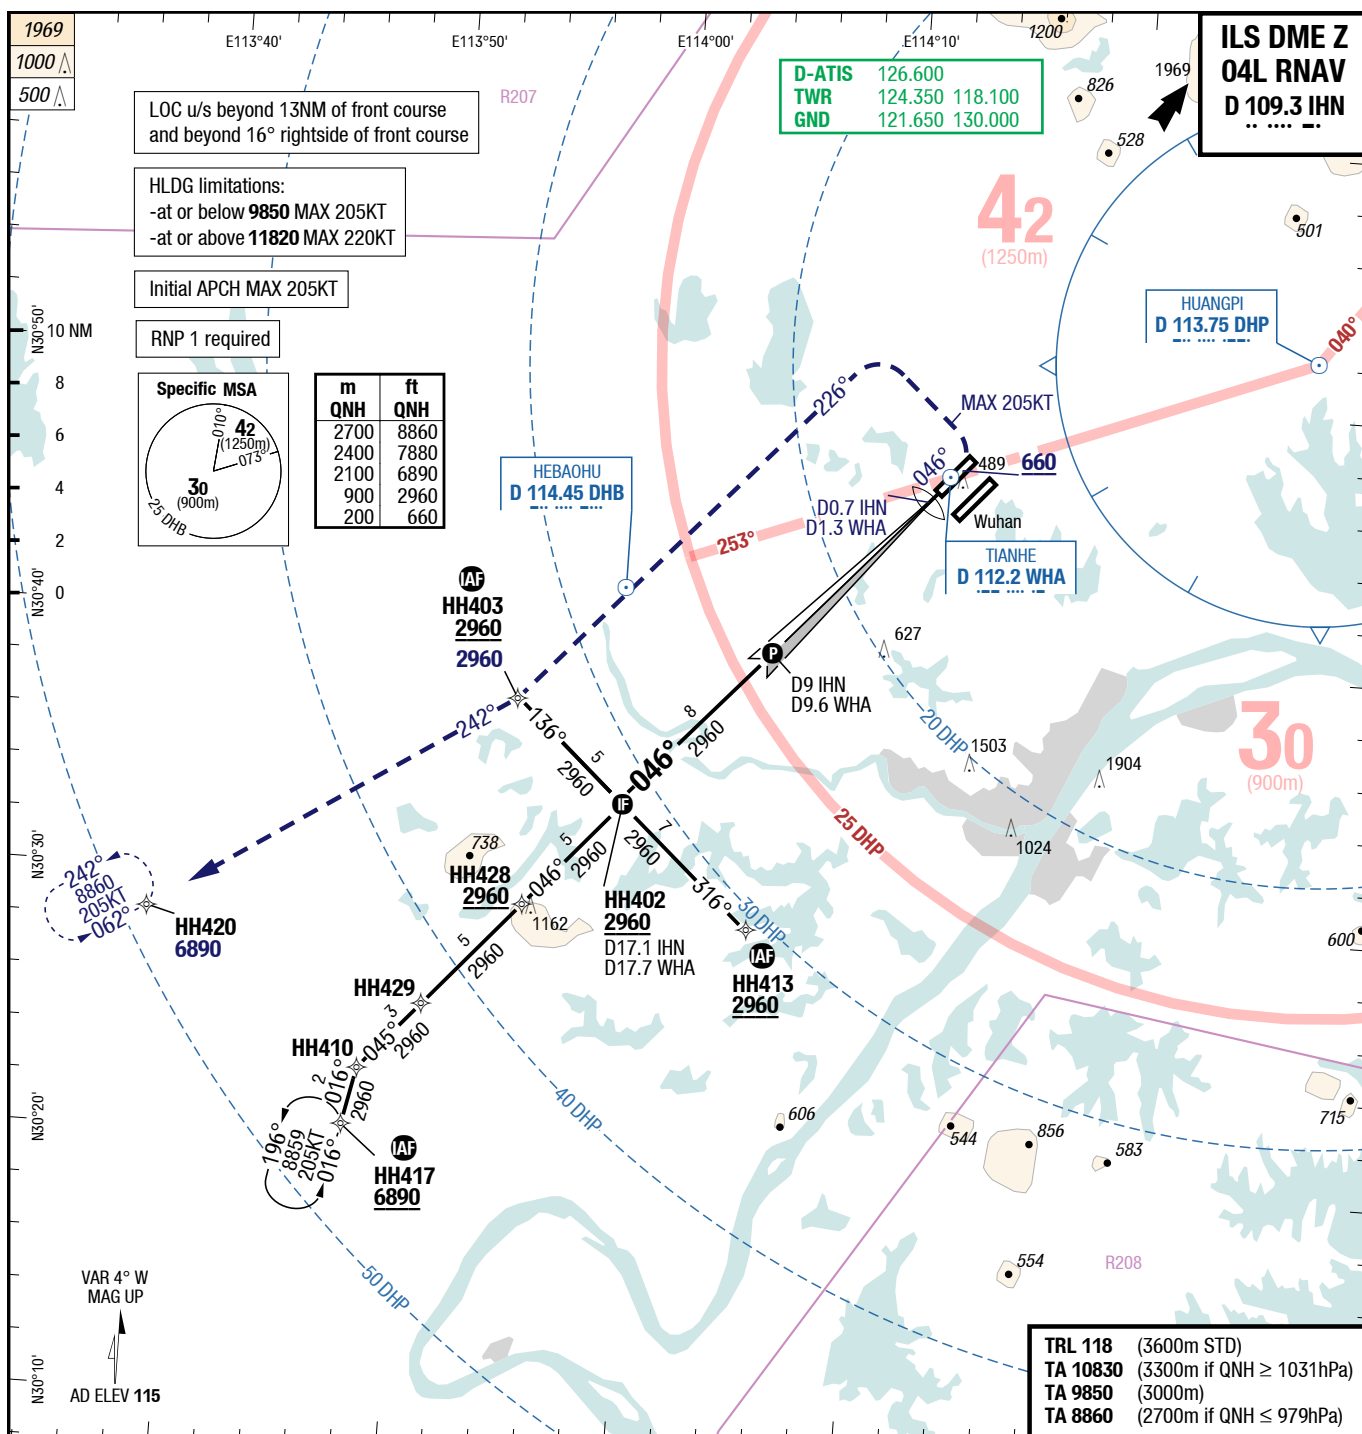 1969
1000
500
E113°40'
E113°50'
E114°00'
E114°10'
ILS DME Z
04L RNAV
D 109.3 IHN
LOC u/s beyond 13NM of front course
and beyond 16° rightside of front course
R207
D-ATIS 126.600
TWR 124.350 118.100
GND 121.650 130.000
1200
826
1969
528
501
HLDG limitations:
-at or below 9850 MAX 205KT
-at or above 11820 MAX 220KT
42
(1250m)
Initial APCH MAX 205KT
RNP 1 required
HUANGPI
D 113.75 DHP
040°
N30°50'
10 NM
8
6
4
2
0
N30°40'
Specific MSA
010°
42
(1250m)
073°
30
(900m)
25 DHB
m ft
QNH QNH
2700 8860
2400 7880
2100 6890
900 2960
200 660
226°
MAX 205KT
HEBAOHU
D 114.45 DHB
046°
489
660
D0.7 IHN
D1.3 WHA
Wuhan
253°
TIANHE
D 112.2 WHA
IAF
HH403
2960
2960
627
P
D9 IHN
D9.6 WHA
242°
136°
5
2960
046°
8
2960
20 DHP
1503
1904
1024
30
(900m)
25 DHP
IF
738
HH428
2960
046°
5
2960
7
2960
316°
30 DHP
HH402
2960
D17.1 IHN
D17.7 WHA
1162
IAF
HH413
2960
N30°30'
242°
8860
205KT
062°
HH420
6890
600
5
2960
HH429
3
045°
2960
HH410
2
016°
2960
40 DHP
N30°20'
196°
8859
205KT
016°
IAF
HH417
6890
606
544
856
583
715
554
R208
50 DHP
VAR 4° W
MAG UP
N30°10'
AD ELEV 115
TRL 118 (3600m STD)
TA 10830 (3300m if QNH ≥ 1031hPa)
TA 9850 (3000m)
TA 8860 (2700m if QNH ≤ 979hPa)